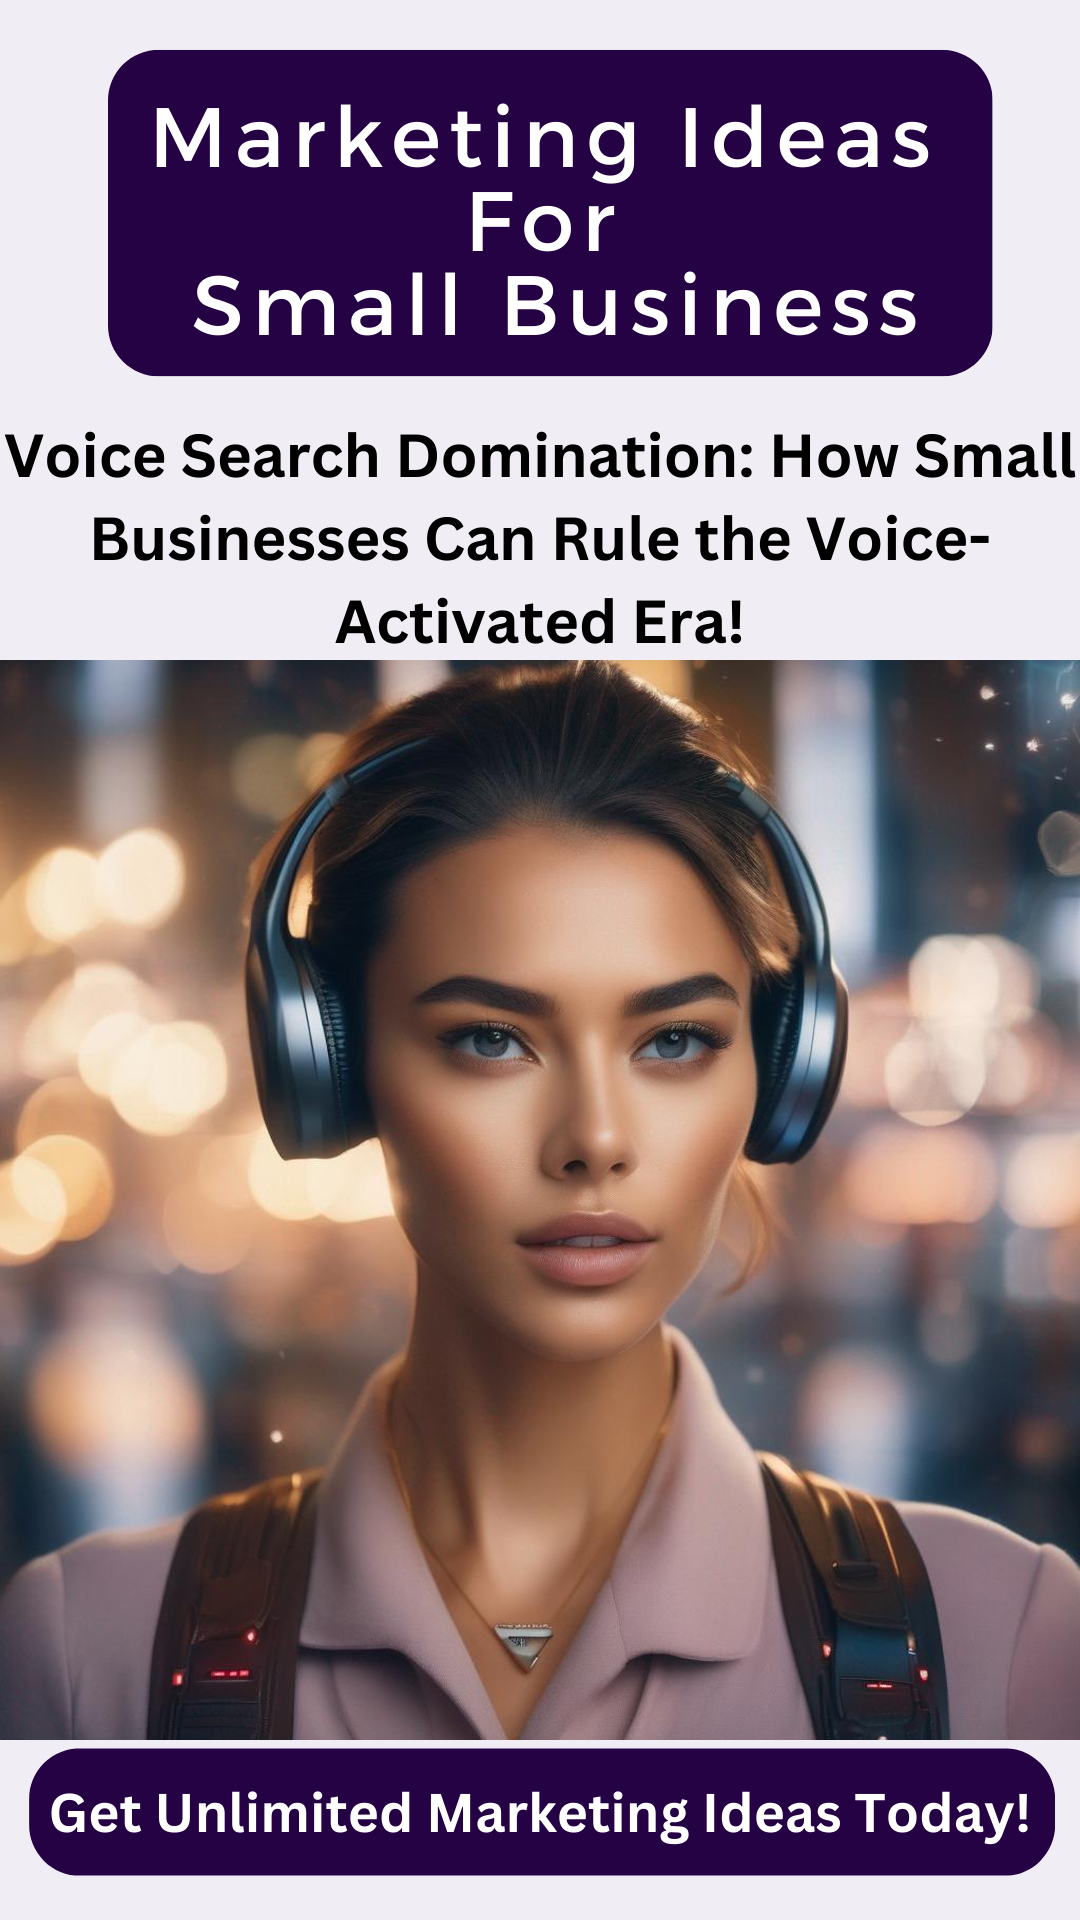 Marketing Ideas
For
Small Business
Voice Search Domination: How Small
Businesses Can Rule the Voice-
Activated Era!
Get Unlimited Marketing Ideas Today!